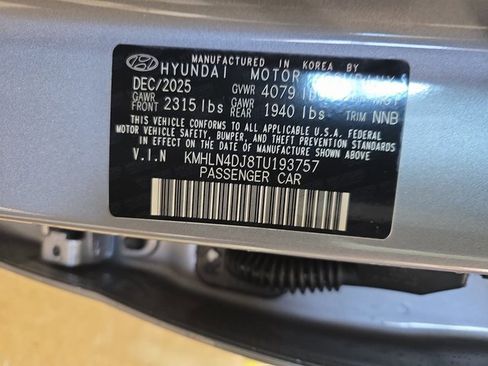 MANUFACTURED IN KOREA BY
HYUNDAI MOTOR
DEC/2025 GVWR 4079
GAWR FRONT 2315 lbs GAWR REAR 1940 lbs TRIM NNB
THIS VEHICLE CONFORMS TO ALL APPLICABLE U.S.A. FEDERAL
MOTOR VEHICLE SAFETY, BUMPER, AND THEFT PREVENTION
STANDARDS IN EFFECT ON THE DATE OF MANUFACTURE SHOWN ABOVE.
V.I.N KMHLN4DJ8TU193757
PASSENGER CAR